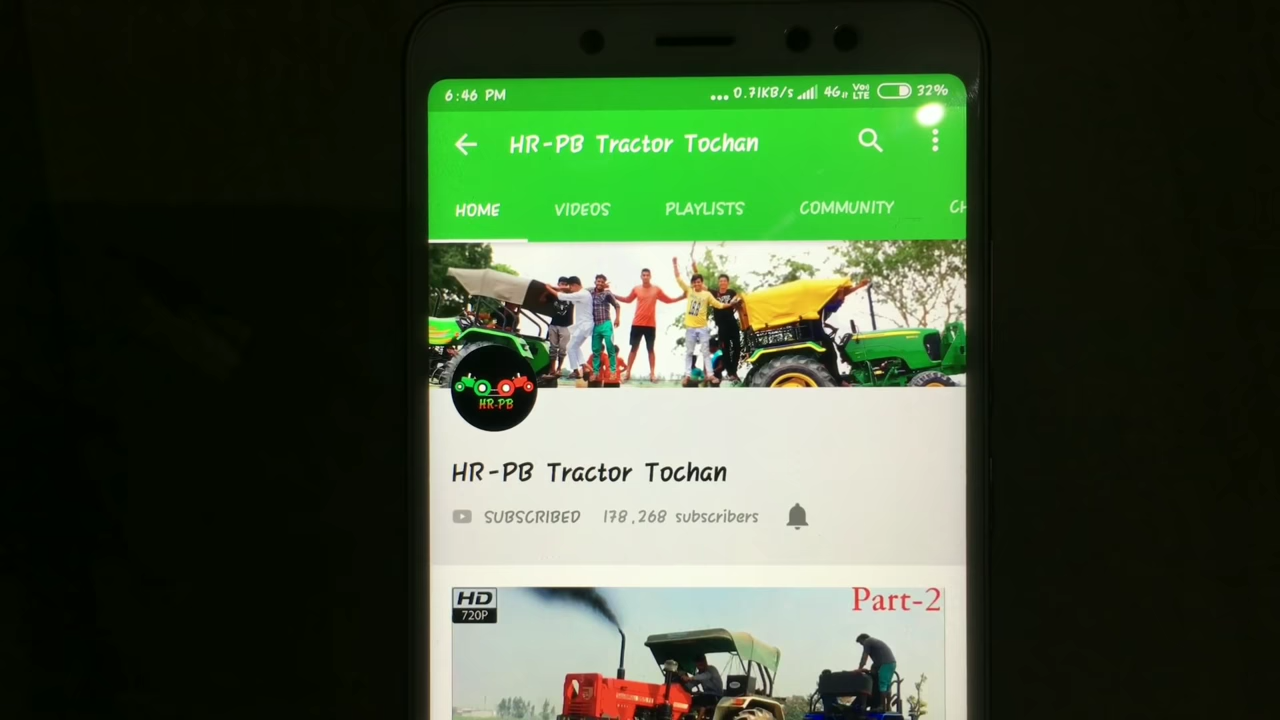 6:46 PM ... 0.71KB/s 4G Vo) LTE 32%
HR-PB Tractor Tochan
HOME VIDEOS PLAYLISTS COMMUNITY CH
HR-PB
HR-PB Tractor Tochan
SUBSCRIBED 178,268 subscribers
HD Part-2
720P